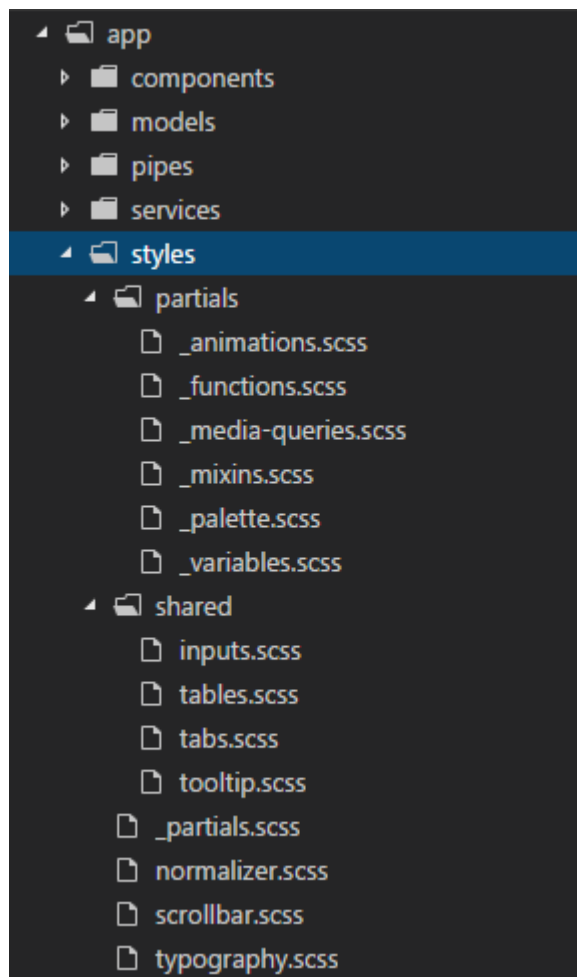 app
components
models
pipes
services
styles
partials
_animations.scss
_functions.scss
_media-queries.scss
_mixins.scss
_palette.scss
_variables.scss
shared
inputs.scss
tables.scss
tabs.scss
tooltip.scss
_partials.scss
normalizer.scss
scrollbar.scss
typography.scss